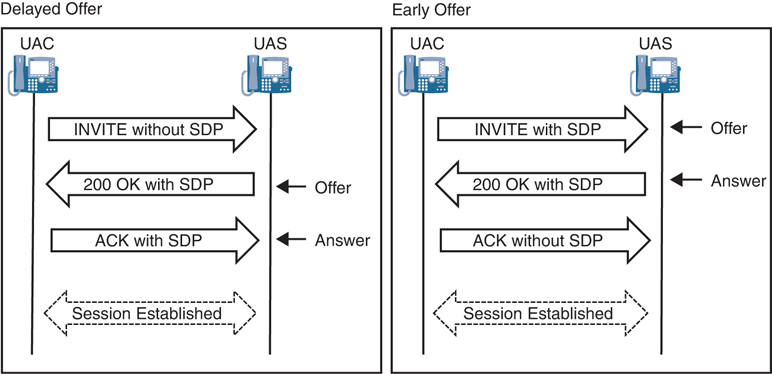 Delayed Offer
UAC
UAS
INVITE without SDP
200 OK with SDP
Offer
ACK with SDP
Answer
Session Established
Early Offer
UAC
UAS
INVITE with SDP
Offer
200 OK with SDP
Answer
ACK without SDP
Session Established